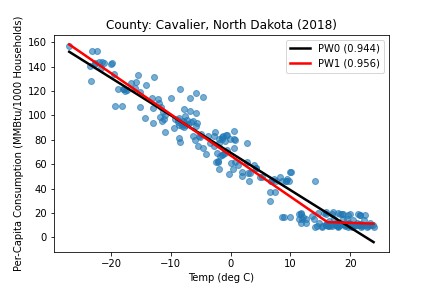 County: Cavalier, North Dakota (2018)
Per-Capita Consumption (MMBtu/1000 Households)
160
140
120
100
80
60
40
20
0
PW0 (0.944)
PW1 (0.956)
−20 −10 0 10 20
Temp (deg C)